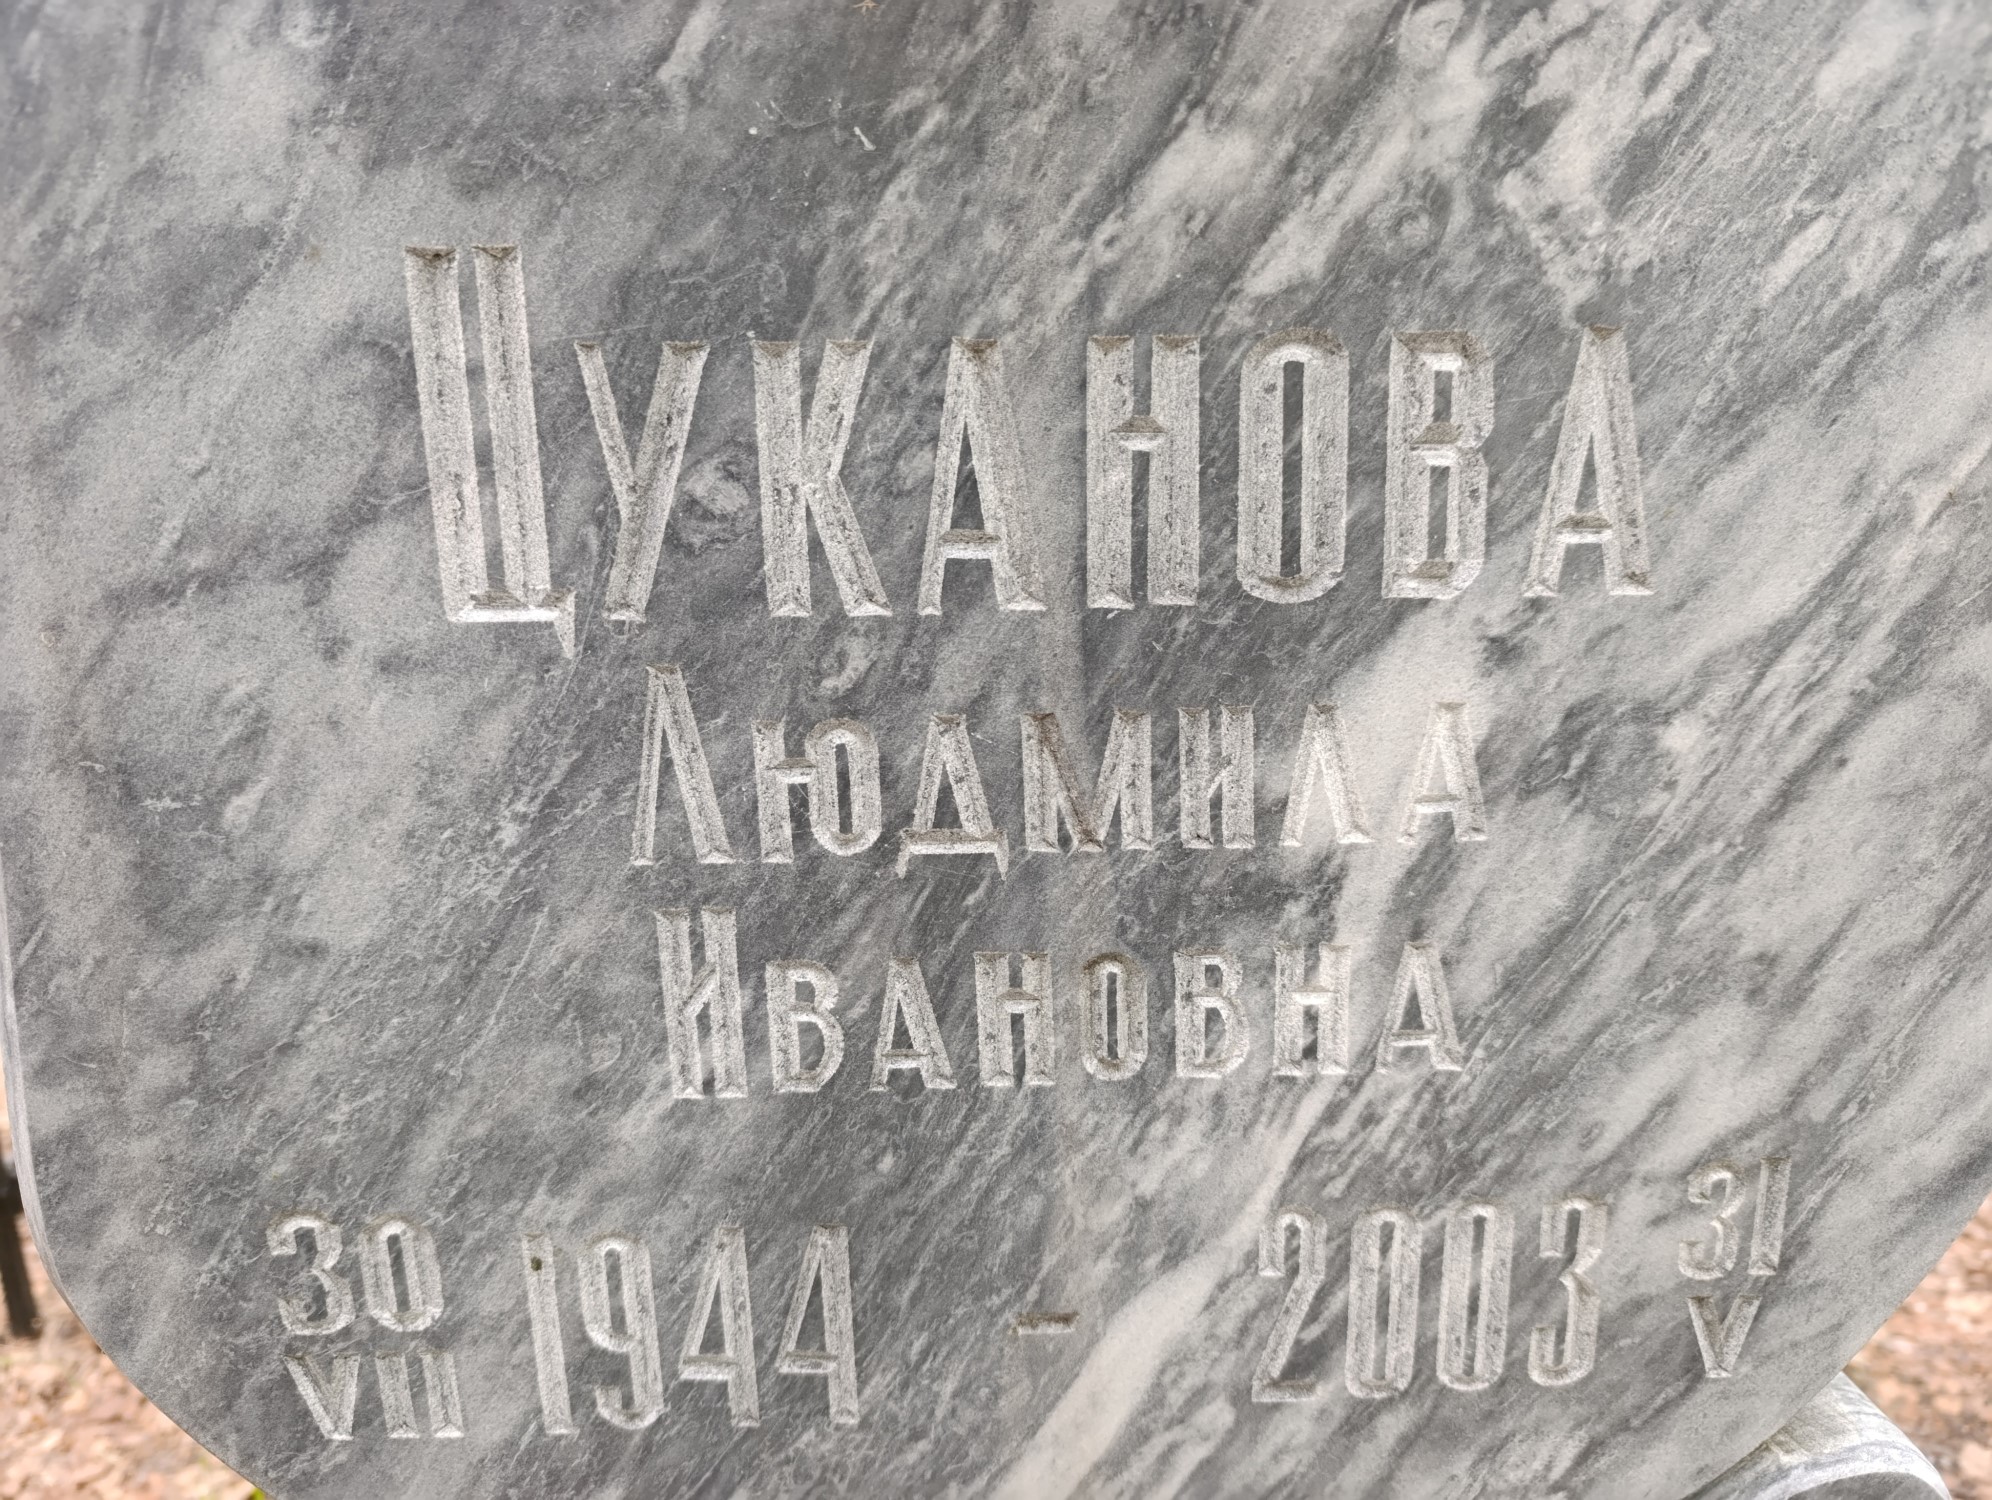 Цуканова
Людмила
Ивановна
30 VII 1944 – 2003 31 V